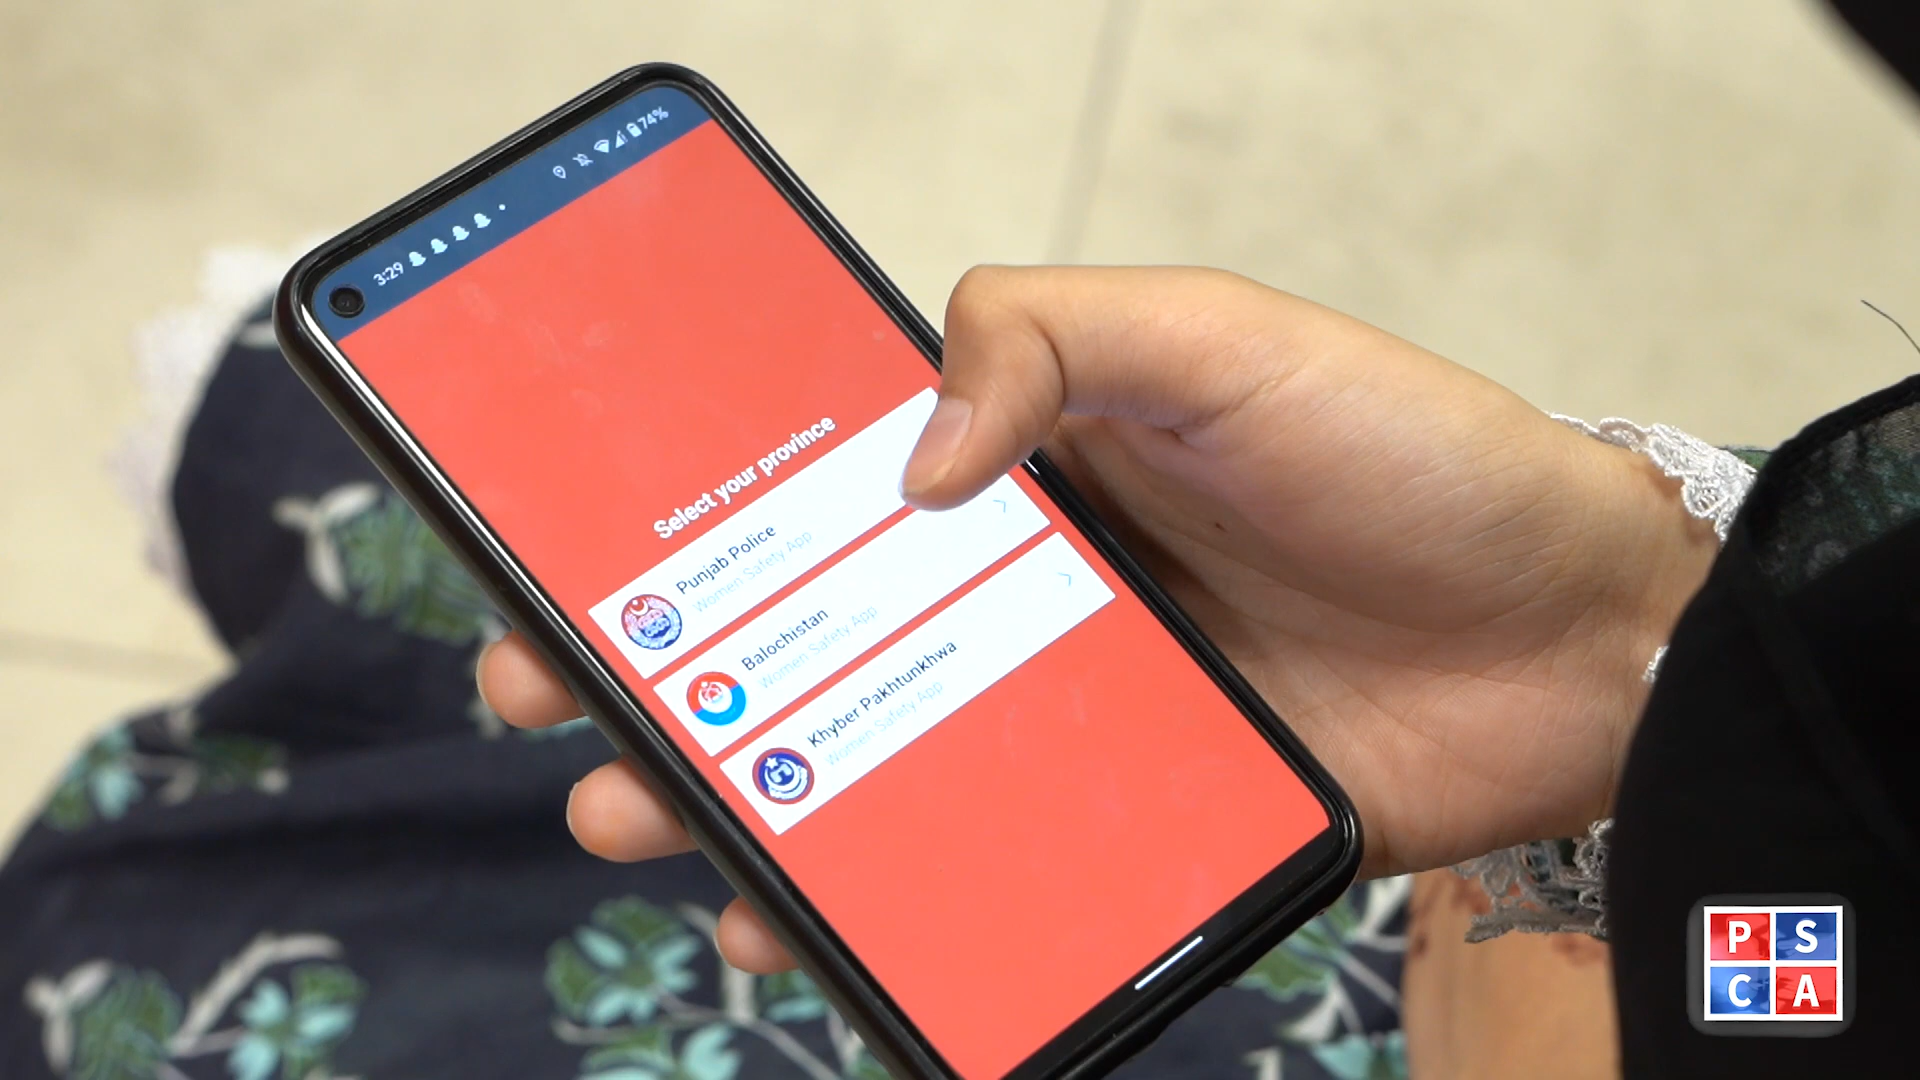 3:29
74%
Select your province
Punjab Police
Women Safety App
Balochistan
Women Safety App
Khyber Pakhtunkhwa
Women Safety App
P S
C A